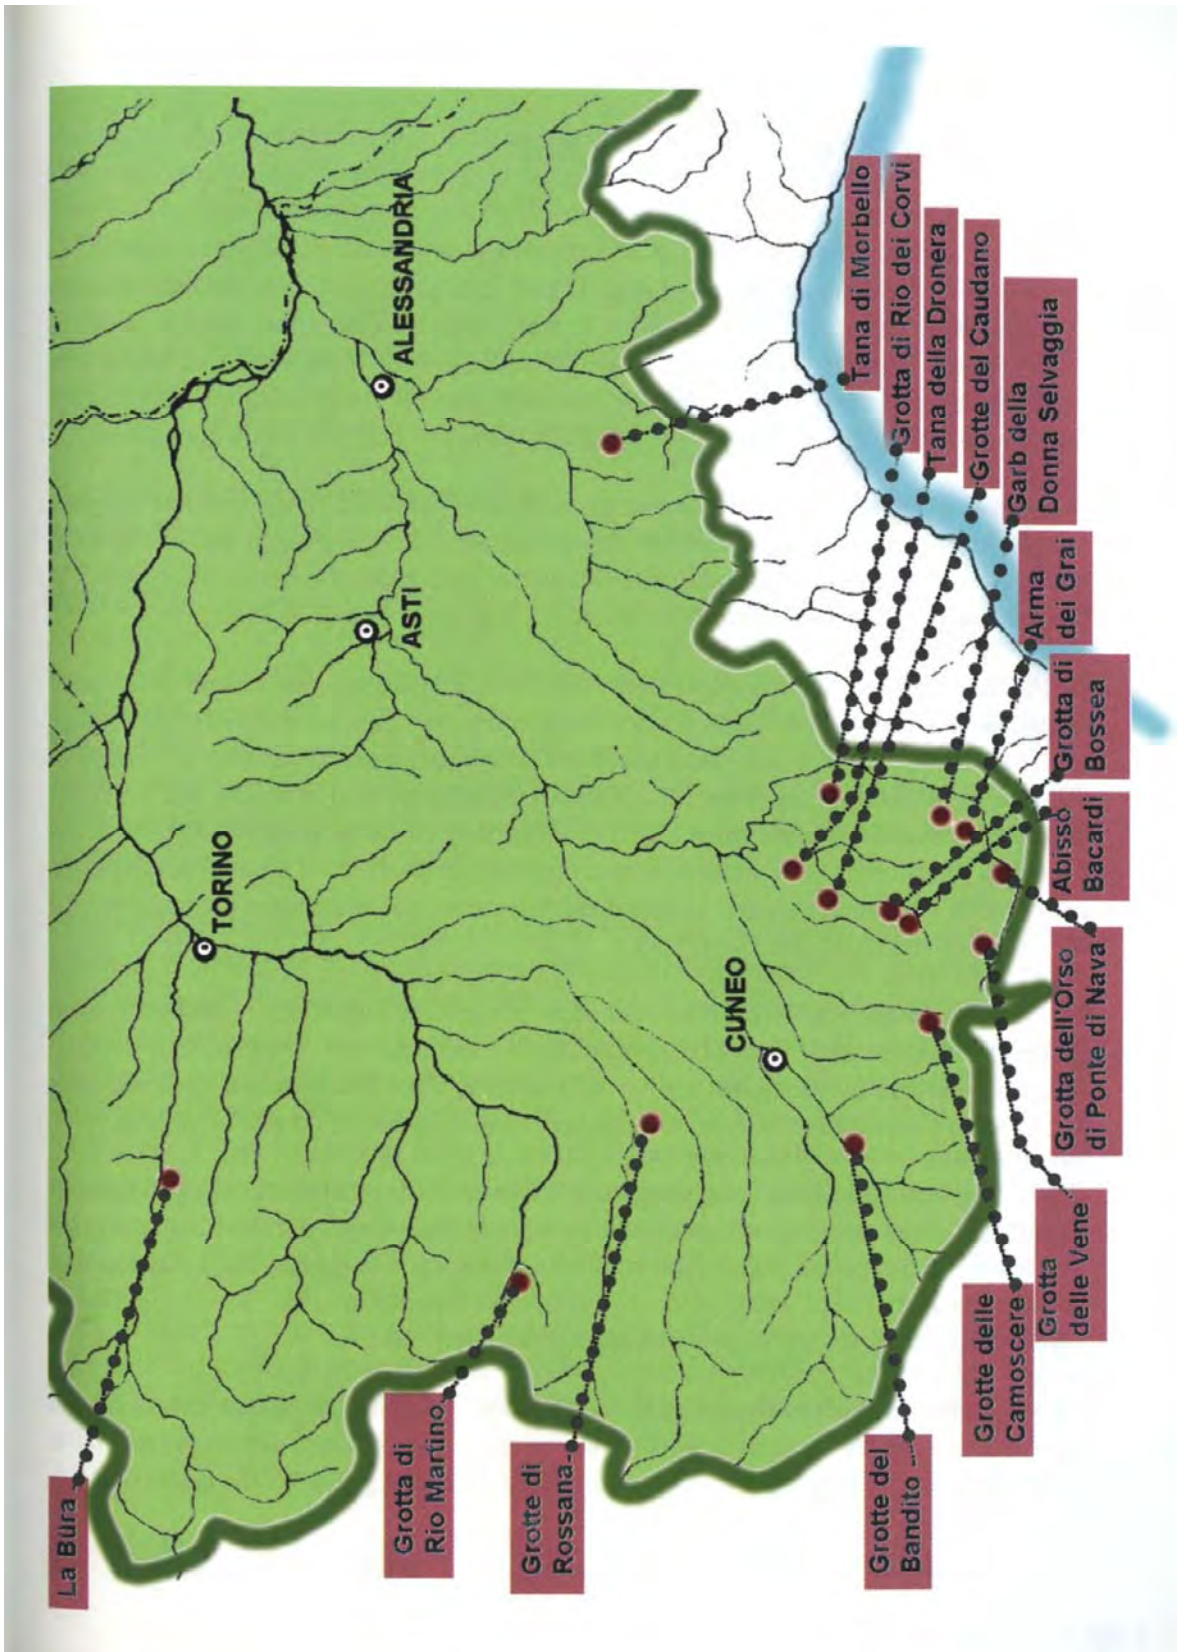 La Büra
Grotta di
Rio Martino
Grotte di
Rossana
Grotte del
Bandito
Grotte delle
Camoscere
Grotta
delle Vene
Grotta dell'Orso
di Ponte di Nava
Abisso
Bacardi
Grotta di
Bossea
Arma
dei Grai
Garb della
Donna Selvaggia
Grotte del Caudano
Tana della Dronera
Grotta di Rio dei Corvi
Tana di Morbello
TORINO
CUNEO
ASTI
ALESSANDRIA